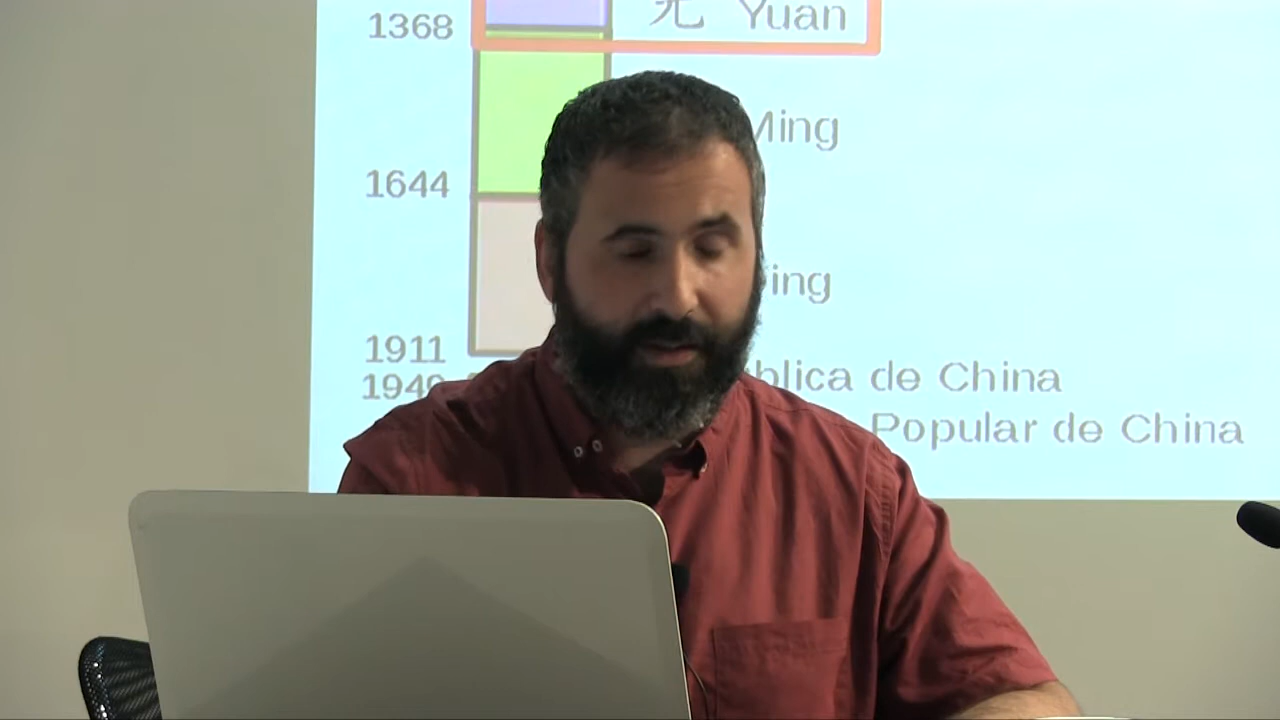 1368 元 Yuan
Ming
1644
ing
1911
1949 blica de China
Popular de China